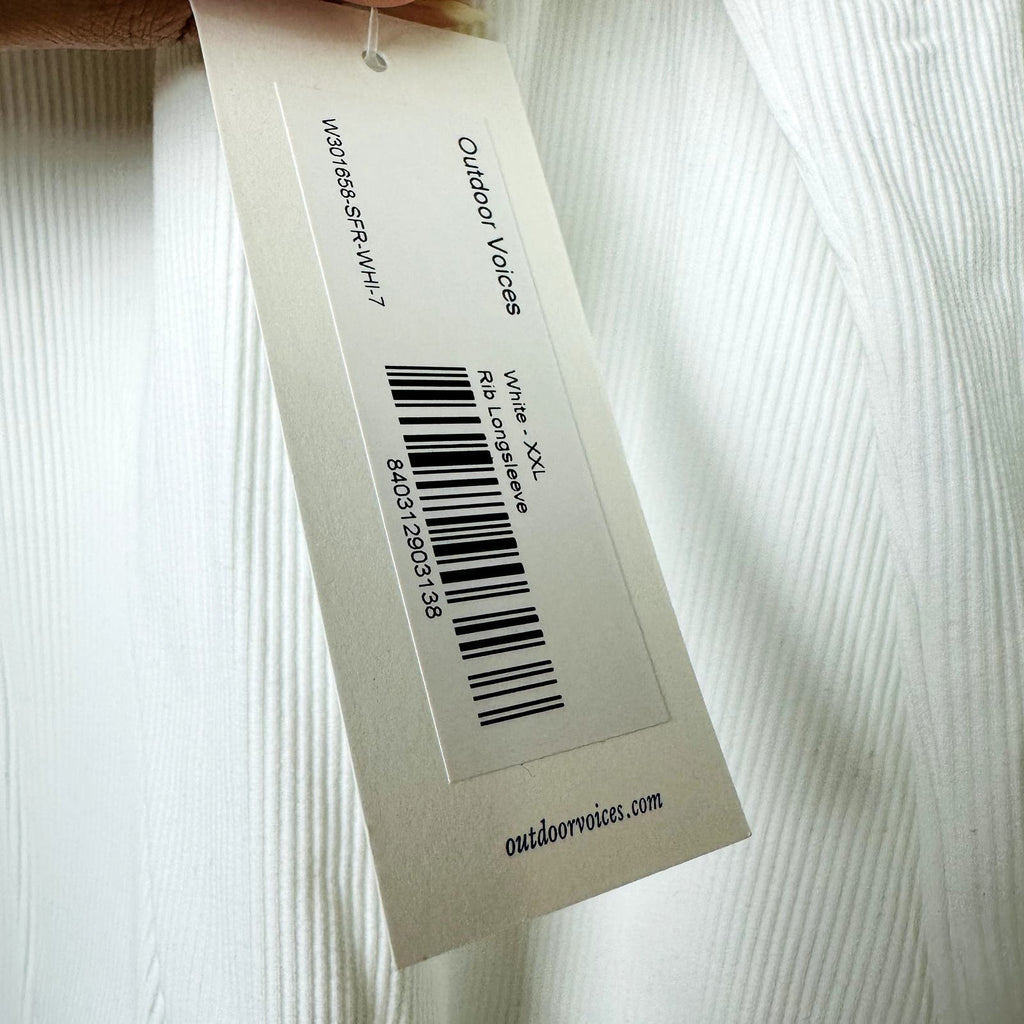 Outdoor Voices
White - XXL
Rib Longsleeve
840312903138
W301658-SFR-WHI-7
outdoorvoices.com